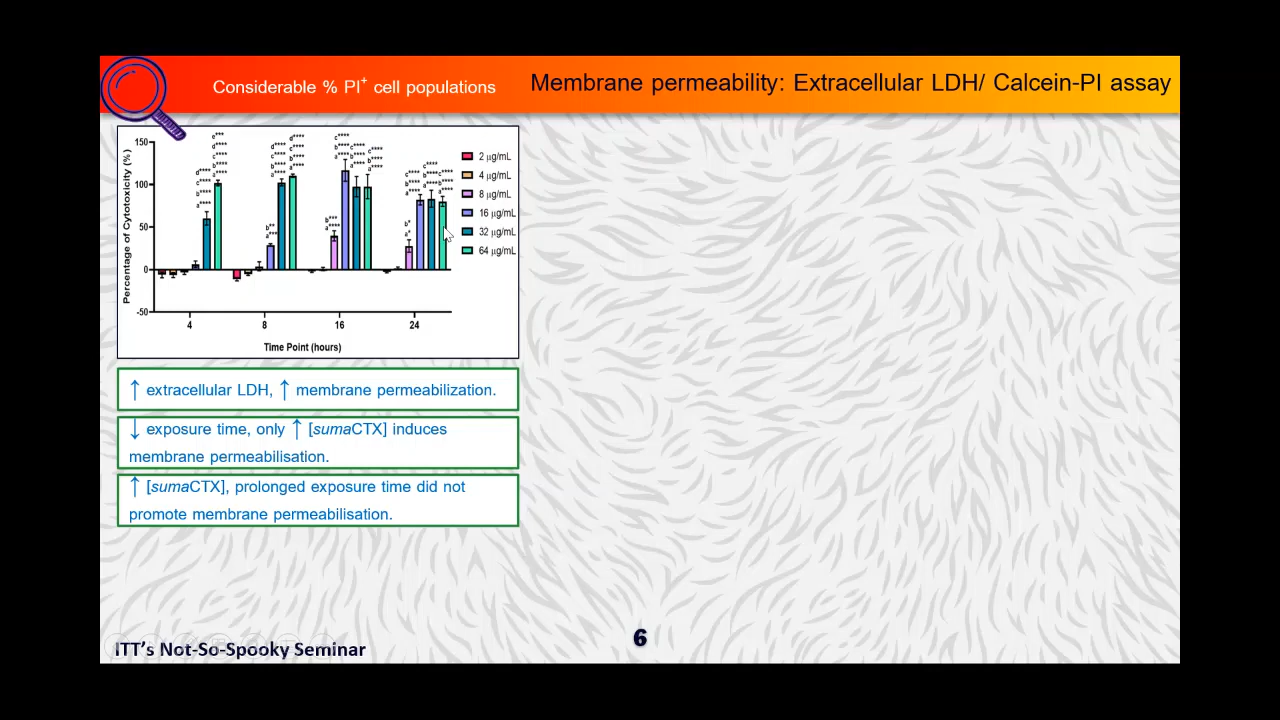 Considerable % PI+ cell populations
Membrane permeability: Extracellular LDH/ Calcein-PI assay
Percentage of Cytotoxicity (%)
150
100
50
0
-50
e***
d****
c****
b****
a****
d****
c****
b****
a****
b**
a***
d****
c****
b****
a****
d****
c****
b****
a****
b***
a****
c****
b****
a****
c****
b****
a****
c****
b****
a****
b*
a*
c****
b****
a****
c****
b****
a****
c****
b****
a****
2 µg/mL
4 µg/mL
8 µg/mL
16 µg/mL
32 µg/mL
64 µg/mL
4 8 16 24
Time Point (hours)
↑ extracellular LDH, ↑ membrane permeabilization.
↓ exposure time, only ↑ [sumaCTX] induces
membrane permeabilisation.
↑ [sumaCTX], prolonged exposure time did not
promote membrane permeabilisation.
ITT's Not-So-Spooky Seminar
6